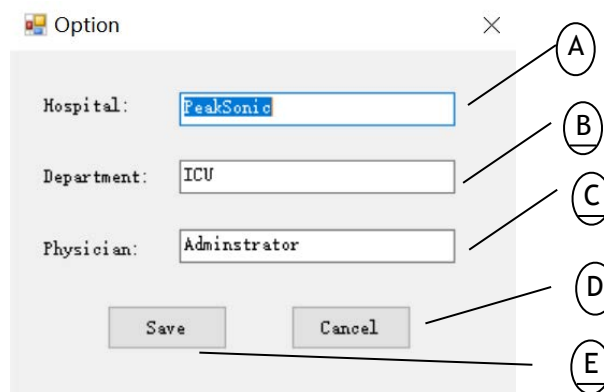 Option
A
Hospital: PeakSonic
B
Department: ICU
C
Physician: Adminstrator
D
Save Cancel
E